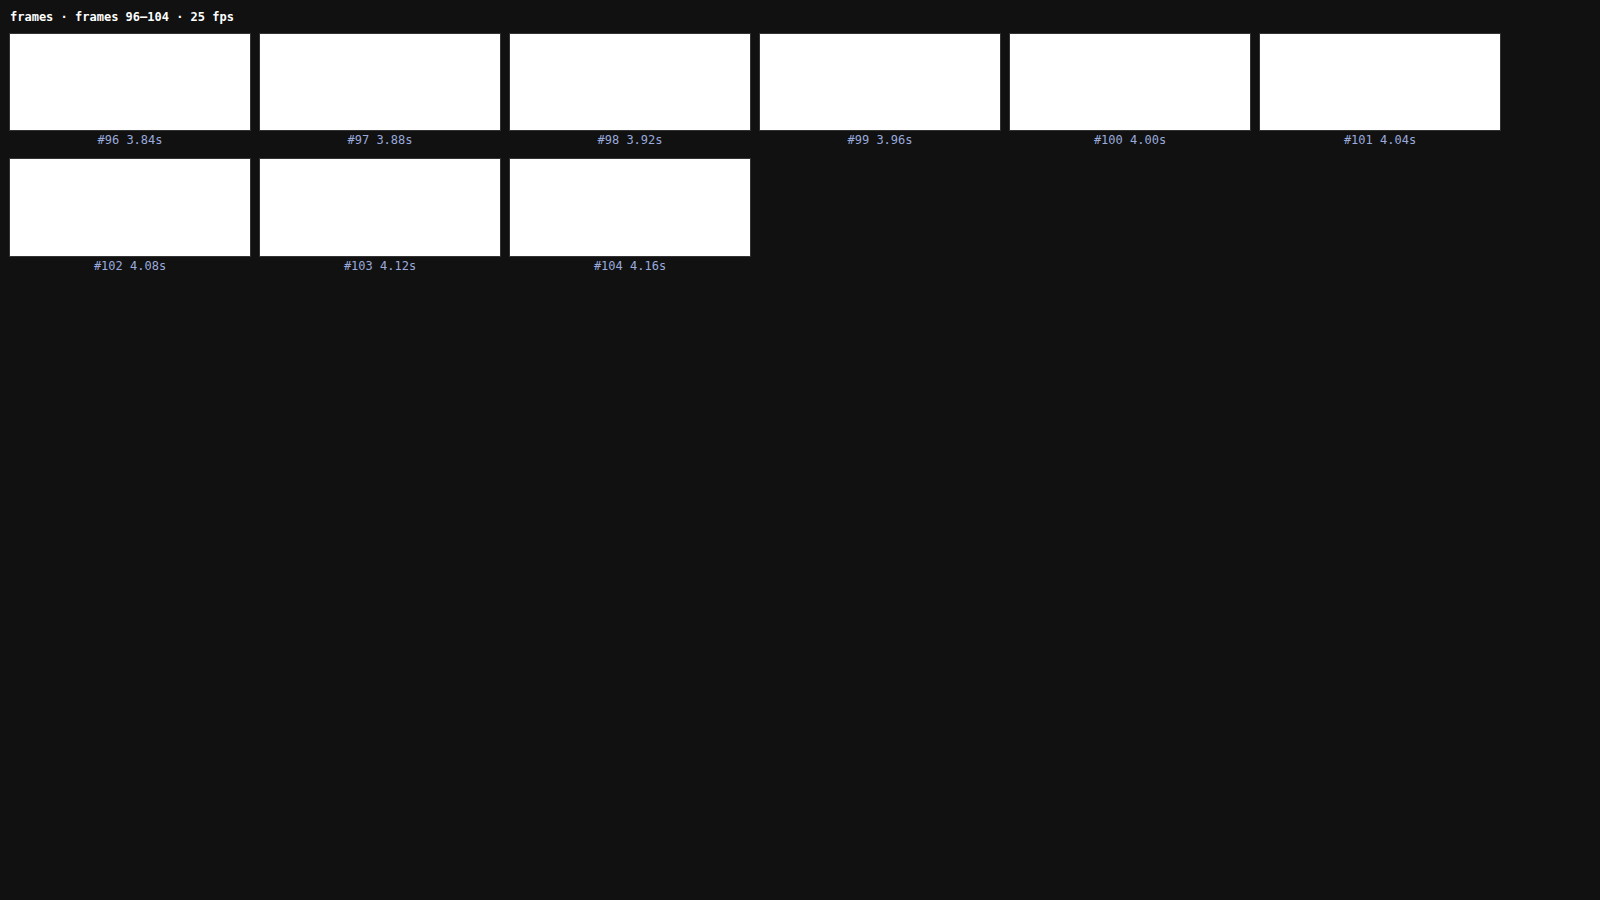 frames · frames 96–104 · 25 fps
#96 3.84s
#97 3.88s
#98 3.92s
#99 3.96s
#100 4.00s
#101 4.04s
#102 4.08s
#103 4.12s
#104 4.16s